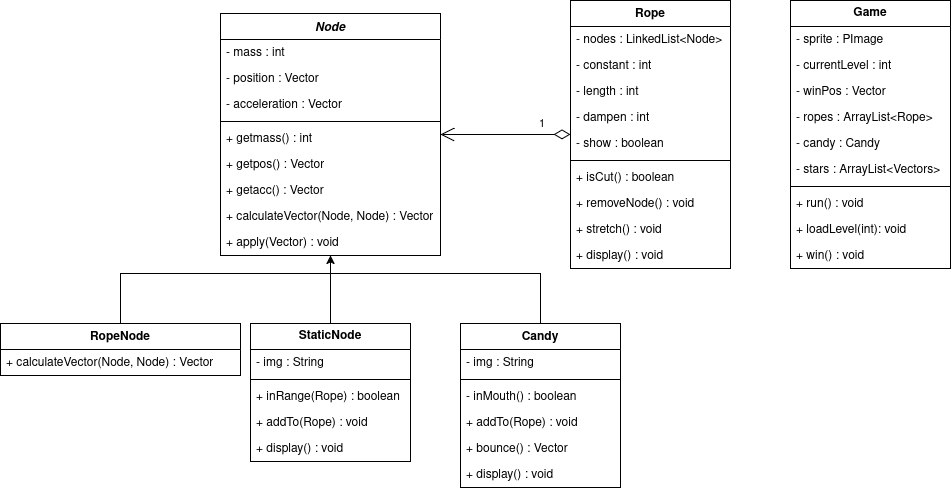 Node
- mass : int
- position : Vector
- acceleration : Vector
+ getmass() : int
+ getpos() : Vector
+ getacc() : Vector
+ calculateVector(Node, Node) : Vector
+ apply(Vector) : void
1
Rope
- nodes : LinkedList<Node>
- constant : int
- length : int
- dampen : int
- show : boolean
+ isCut() : boolean
+ removeNode() : void
+ stretch() : void
+ display() : void
Game
- sprite : PImage
- currentLevel : int
- winPos : Vector
- ropes : ArrayList<Rope>
- candy : Candy
- stars : ArrayList<Vectors>
+ run() : void
+ loadLevel(int): void
+ win() : void
RopeNode
+ calculateVector(Node, Node) : Vector
StaticNode
- img : String
+ inRange(Rope) : boolean
+ addTo(Rope) : void
+ display() : void
Candy
- img : String
- inMouth() : boolean
+ addTo(Rope) : void
+ bounce() : Vector
+ display() : void